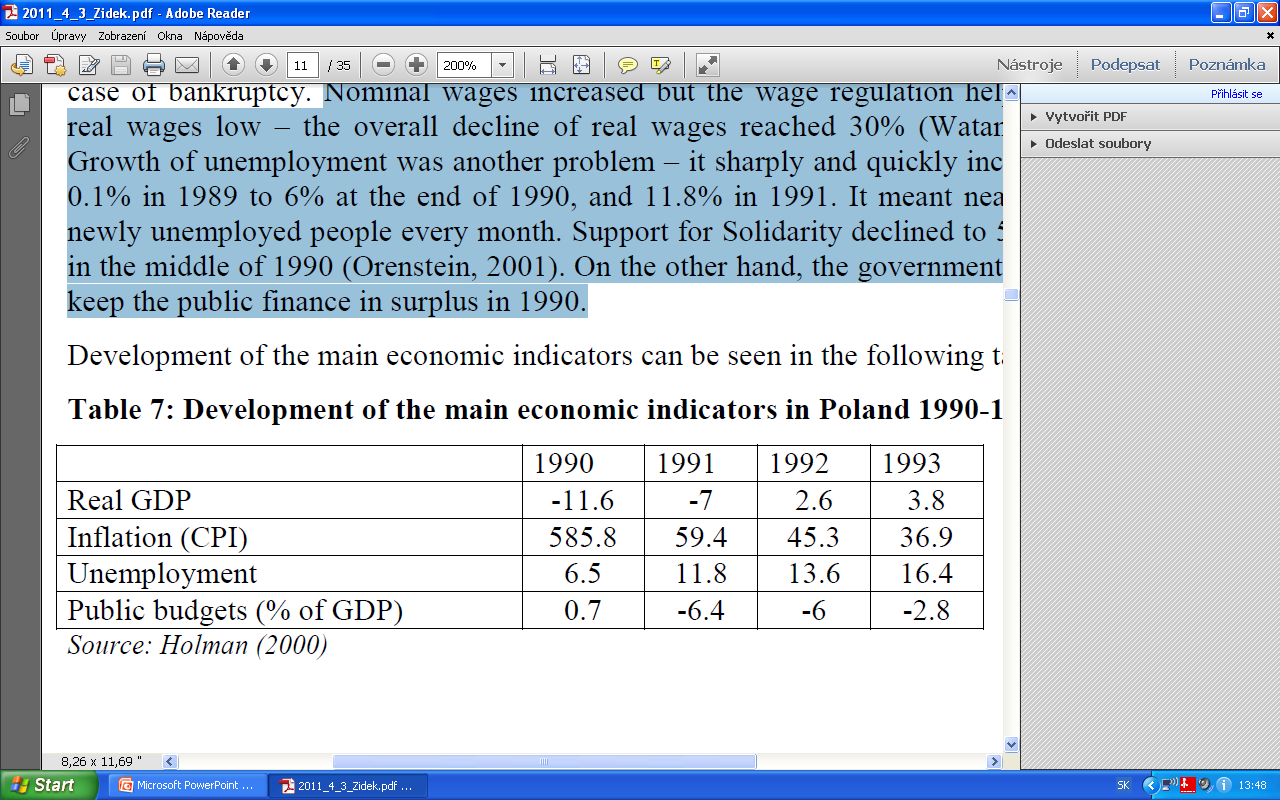 2011_4_3_Zidek.pdf - Adobe Reader
Soubor Úpravy Zobrazení Okna Nápověda
11 / 35 200% Nástroje Podepsat Poznámka
case of bankruptcy. Nominal wages increased but the wage regulation hel
real wages low – the overall decline of real wages reached 30% (Watan
Growth of unemployment was another problem – it sharply and quickly inc
0.1% in 1989 to 6% at the end of 1990, and 11.8% in 1991. It meant nea
newly unemployed people every month. Support for Solidarity declined to 5
in the middle of 1990 (Orenstein, 2001). On the other hand, the government
keep the public finance in surplus in 1990.
Development of the main economic indicators can be seen in the following ta
Table 7: Development of the main economic indicators in Poland 1990-1
1990 1991 1992 1993
Real GDP -11.6 -7 2.6 3.8
Inflation (CPI) 585.8 59.4 45.3 36.9
Unemployment 6.5 11.8 13.6 16.4
Public budgets (% of GDP) 0.7 -6.4 -6 -2.8
Source: Holman (2000)
Přihlásit se
Vytvořit PDF
Odeslat soubory
8,26 x 11,69 "
Start Microsoft PowerPoint ... 2011_4_3_Zidek.pdf ... SK 13:48